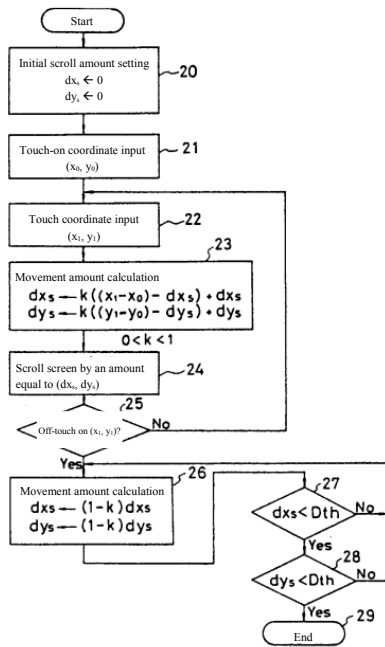 Start
Initial scroll amount setting
dxₛ ← 0
dyₛ ← 0
20
Touch-on coordinate input
(x₀, y₀)
21
Touch coordinate input
(x₁, y₁)
22
23
Movement amount calculation
dxs ← k((x₁-x₀) - dxs) + dxs
dys ← k((y₁-y₀) - dys) + dys
0<k<1
Scroll screen by an amount
equal to (dxₛ, dyₛ)
24
25
Off-touch on (x₁, y₁)?
No
Yes
26
Movement amount calculation
dxs ← (1-k)dxs
dys ← (1-k)dys
27
dxs<Dth
No
Yes
28
dys<Dth
No
Yes
29
End